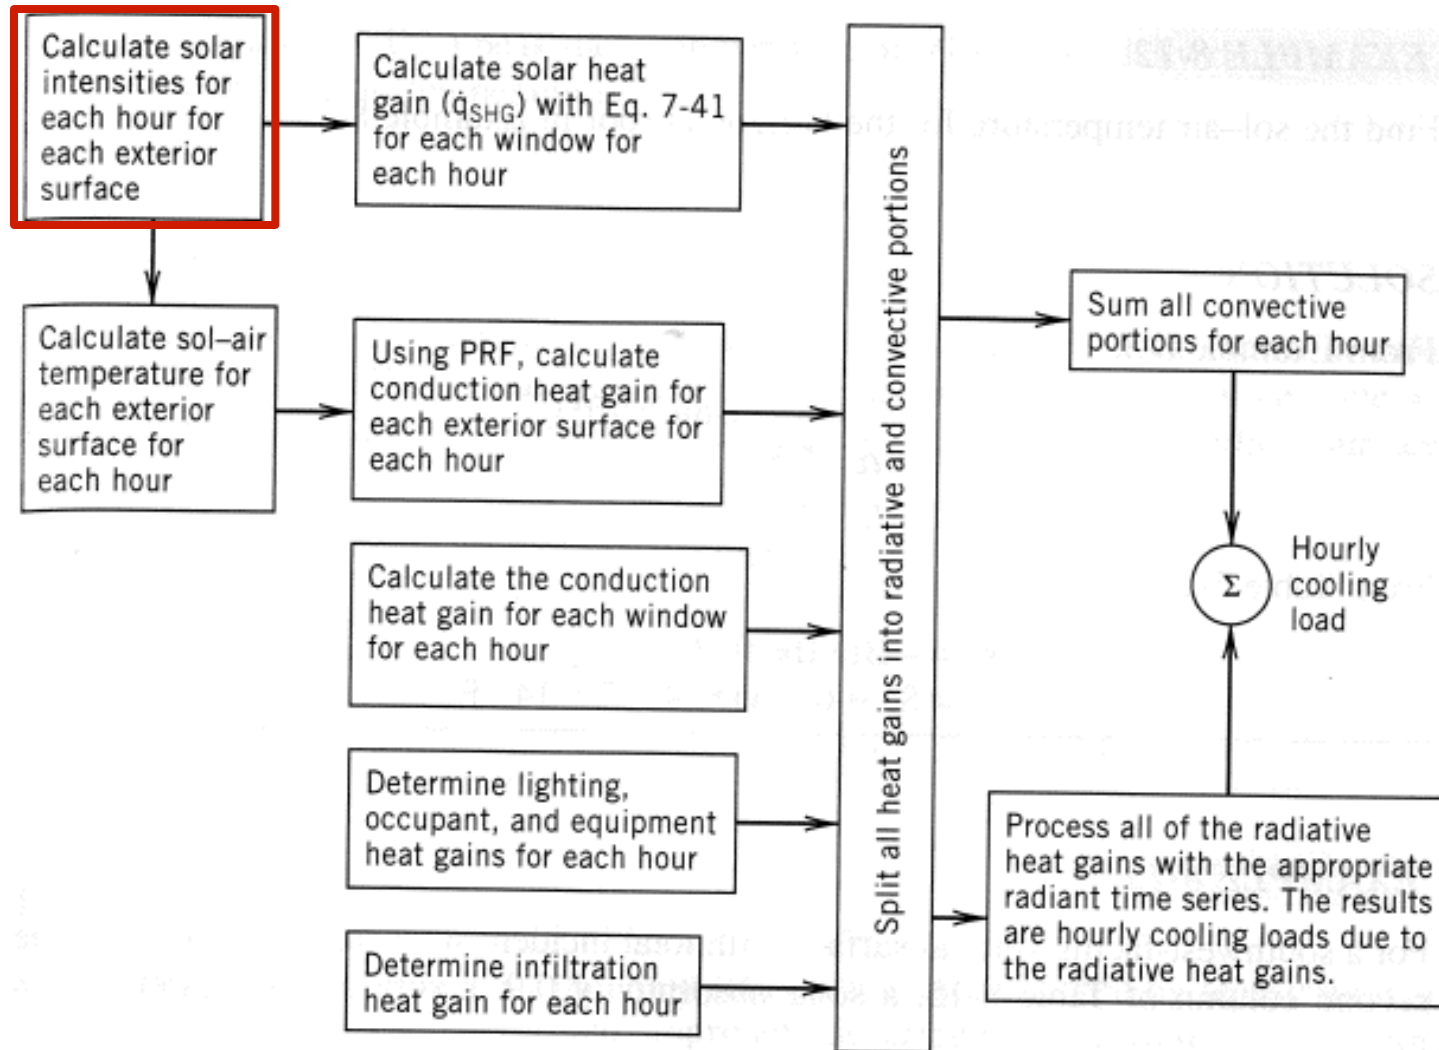 Calculate solar
intensities for
each hour for
each exterior
surface
Calculate solar heat
gain (q̇SHG) with Eq. 7-41
for each window for
each hour
Calculate sol–air
temperature for
each exterior
surface for
each hour
Using PRF, calculate
conduction heat gain for
each exterior surface for
each hour
Calculate the conduction
heat gain for each window
for each hour
Determine lighting,
occupant, and equipment
heat gains for each hour
Determine infiltration
heat gain for each hour
Split all heat gains into radiative and convective portions
Sum all convective
portions for each hour
Σ
Hourly
cooling
load
Process all of the radiative
heat gains with the appropriate
radiant time series. The results
are hourly cooling loads due to
the radiative heat gains.